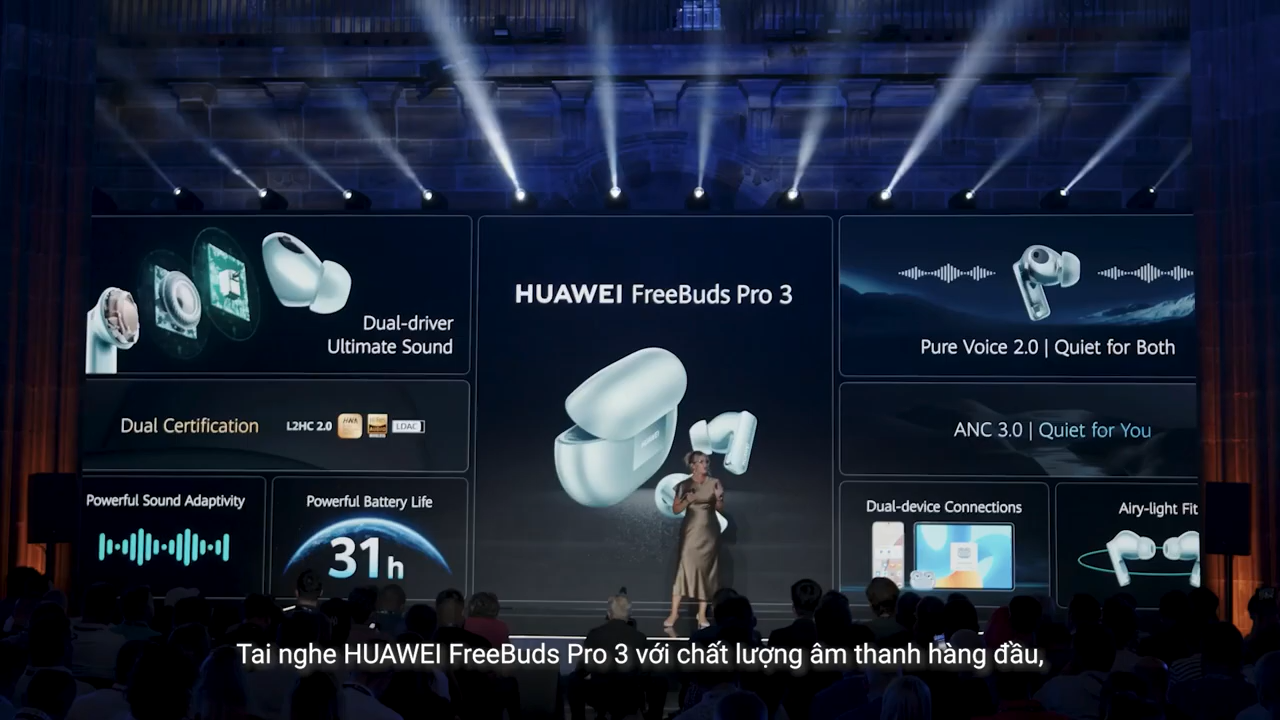 HUAWEI FreeBuds Pro 3
Dual-driver
Ultimate Sound
Dual Certification
L2HC 2.0
HWA
LDAC
Powerful Sound Adaptivity
Powerful Battery Life
31h
HUAWEI
Pure Voice 2.0 | Quiet for Both
ANC 3.0 | Quiet for You
Dual-device Connections
Airy-light Fit
Tai nghe HUAWEI FreeBuds Pro 3 với chất lượng âm thanh hàng đầu,